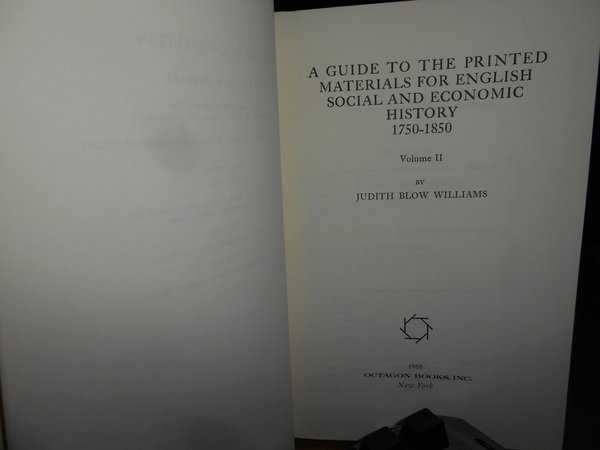 A GUIDE TO THE PRINTED
MATERIALS FOR ENGLISH
SOCIAL AND ECONOMIC
HISTORY
1750-1850
Volume II
BY
JUDITH BLOW WILLIAMS
1966
OCTAGON BOOKS, INC.
New York